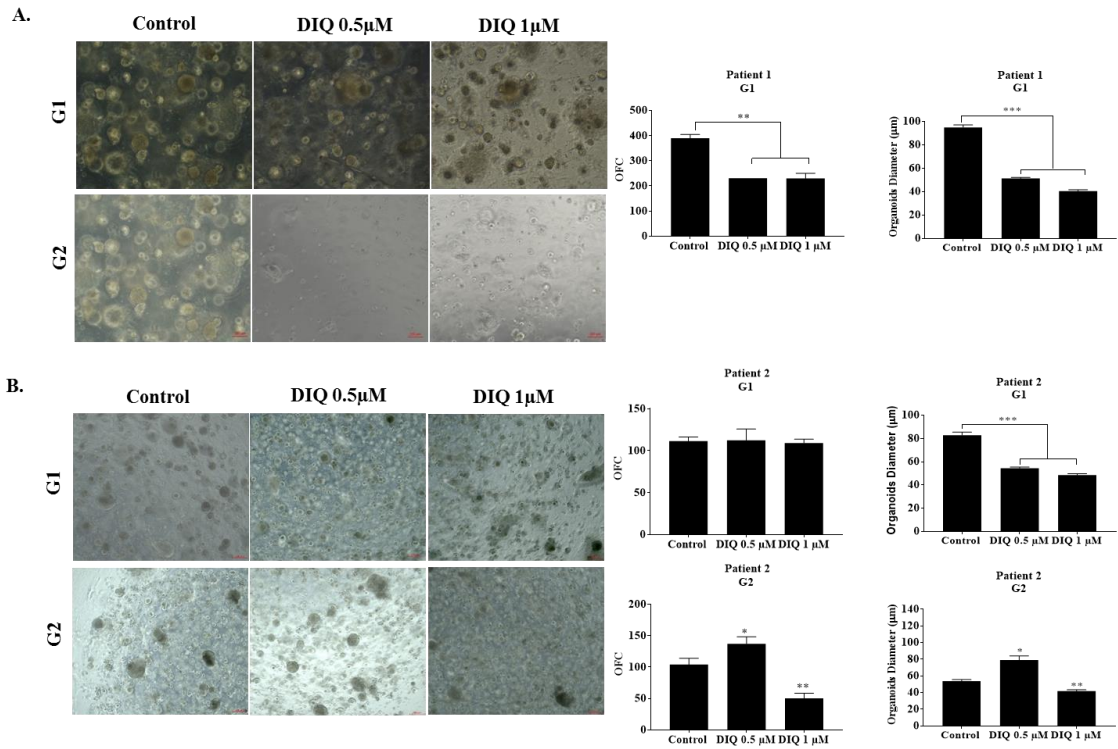 A.
Control DIQ 0.5µM DIQ 1µM
G1
G2
Patient 1
G1
OFC
500
400
300
200
100
0
**
Control DIQ 0.5 µM DIQ 1 µM
Patient 1
G1
Organoids Diameter (µm)
100
80
60
40
20
0
***
Control DIQ 0.5 µM DIQ 1 µM
B.
Control DIQ 0.5µM DIQ 1µM
G1
G2
Patient 2
G1
OFC
150
100
50
0
Control DIQ 0.5 µM DIQ 1 µM
Patient 2
G1
Organoids Diameter (µm)
100
80
60
40
20
0
***
Control DIQ 0.5 µM DIQ 1 µM
Patient 2
G2
OFC
200
150
100
50
0
*
**
Control DIQ 0.5 µM DIQ 1 µM
Patient 2
G2
Organoids Diameter (µm)
140
120
100
80
60
40
20
0
*
**
Control DIQ 0.5 µM DIQ 1 µM